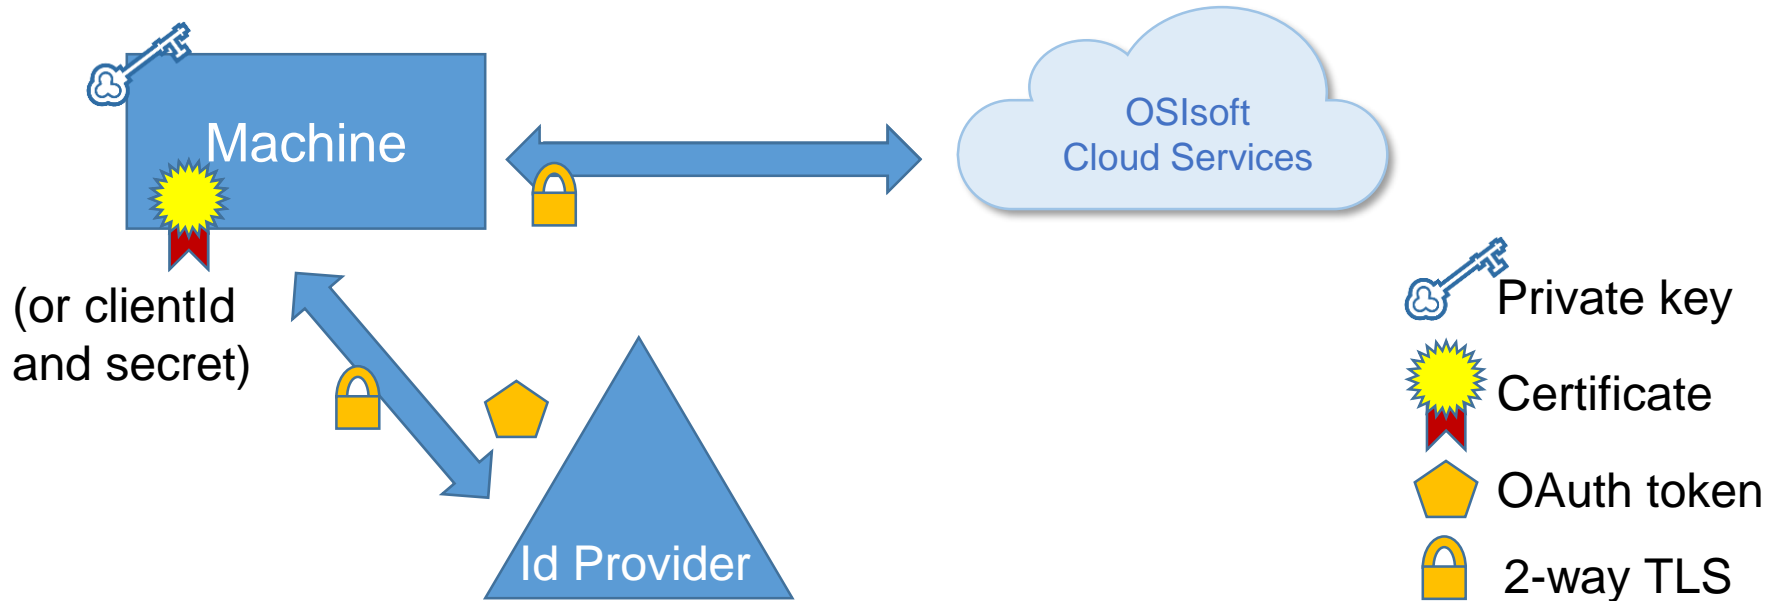 Machine
OSIsoft
Cloud Services
(or clientId
and secret)
Id Provider
Private key
Certificate
OAuth token
2-way TLS